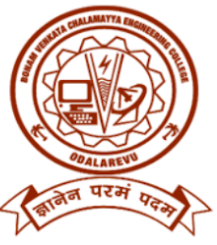 BONAM VENKATA CHALAMAYYA ENGINEERING COLLEGE
ODALAREVU
ज्ञानेन परमं पदम्